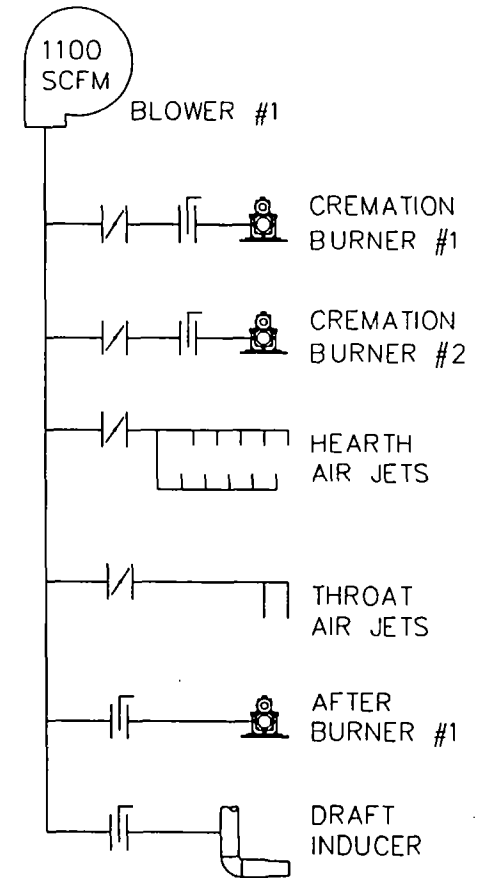 1100
SCFM
BLOWER #1
CREMATION
BURNER #1
CREMATION
BURNER #2
HEARTH
AIR JETS
THROAT
AIR JETS
AFTER
BURNER #1
DRAFT
INDUCER